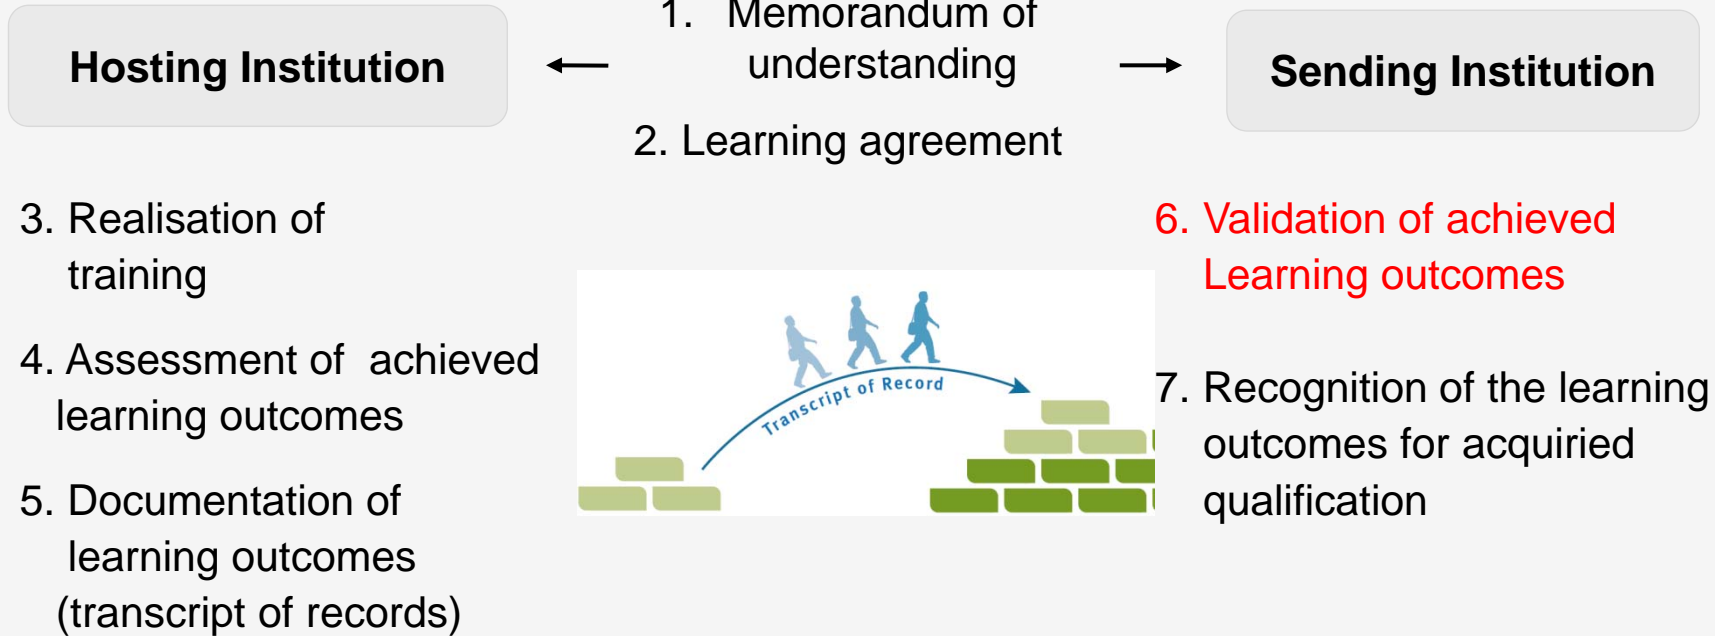 Hosting Institution
1. Memorandum of
understanding
Sending Institution
2. Learning agreement
3. Realisation of
training
4. Assessment of achieved
learning outcomes
5. Documentation of
learning outcomes
(transcript of records)
Transcript of Record
6. Validation of achieved
Learning outcomes
7. Recognition of the learning
outcomes for acquiried
qualification